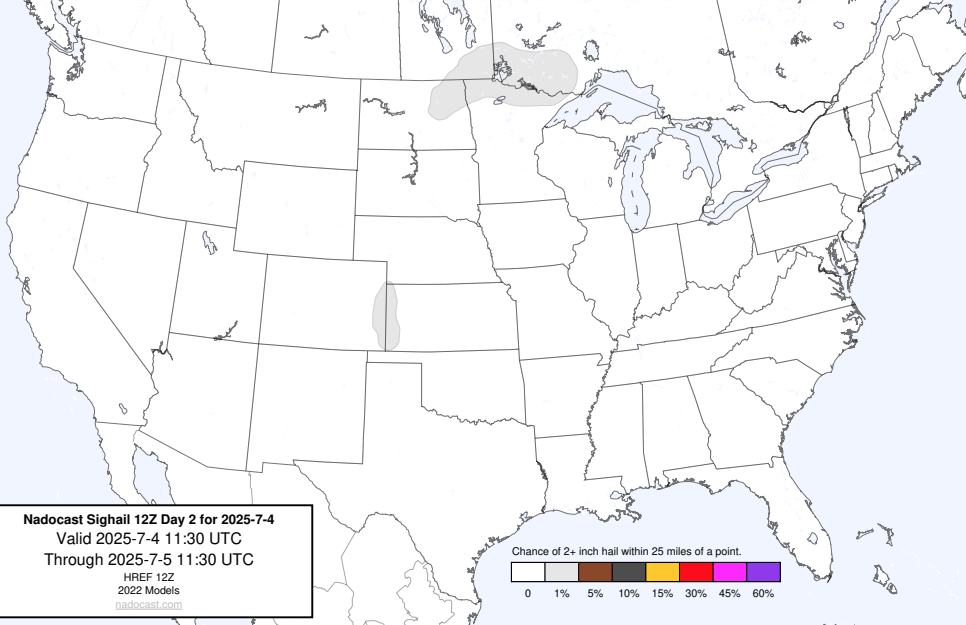 Nadocast Sighail 12Z Day 2 for 2025-7-4
Valid 2025-7-4 11:30 UTC
Through 2025-7-5 11:30 UTC
HREF 12Z
2022 Models
nadocast.com
Chance of 2+ inch hail within 25 miles of a point.
0 1% 5% 10% 15% 30% 45% 60%